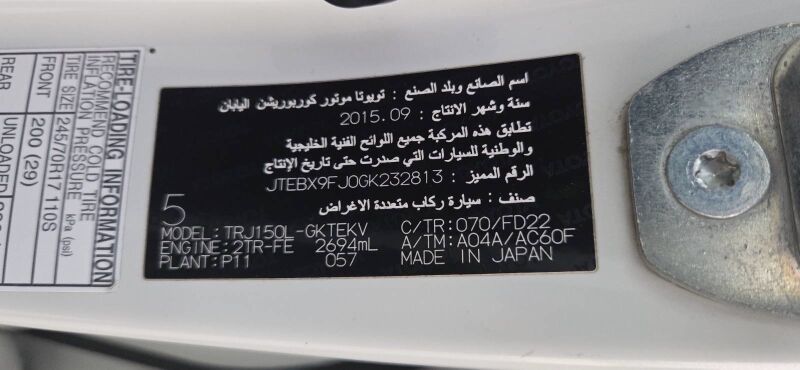 TIRE-LOADING INFORMATION
RECOMMEND COLD TIRE
INFLATION PRESSURE kPa (psi)
TIRE SIZE 245/70R17 110S
FRONT 200 (29)
REAR
UNLOADED
اسم الصانع وبلد الصنع : تويوتا موتور كوربوريشن اليابان
سنة وشهر الانتاج : 2015.09
تطابق هذه المركبة جميع اللوائح الفنية الخليجية
والوطنية للسيارات التي صدرت حتى تاريخ الإنتاج
الرقم المميز : JTEBX9FJ0GK232813
صنف : سيارة ركاب متعددة الاغراض
5
MODEL: TRJ150L-GKTEKV C/TR: 070/FD22
ENGINE: 2TR-FE 2694mL A/TM: A04A/AC60F
PLANT: P11 057 MADE IN JAPAN